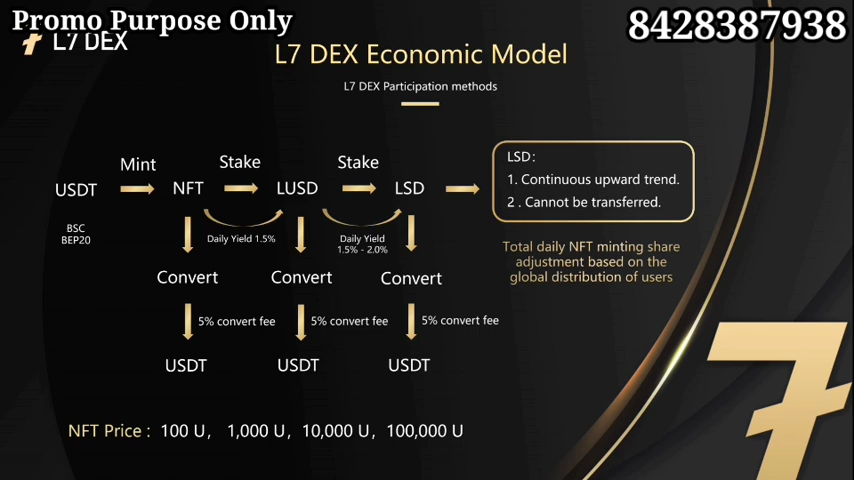 Promo Purpose Only
8428387938
L7 DEX
L7 DEX Economic Model
L7 DEX Participation methods
Mint
Stake
Stake
USDT
NFT
LUSD
LSD
LSD:
1. Continuous upward trend.
2 . Cannot be transferred.
BSC
BEP20
Daily Yield 1.5%
Daily Yield
1.5% - 2.0%
Total daily NFT minting share
adjustment based on the
global distribution of users
Convert
Convert
Convert
5% convert fee
5% convert fee
5% convert fee
USDT
USDT
USDT
NFT Price : 100 U, 1,000 U, 10,000 U, 100,000 U